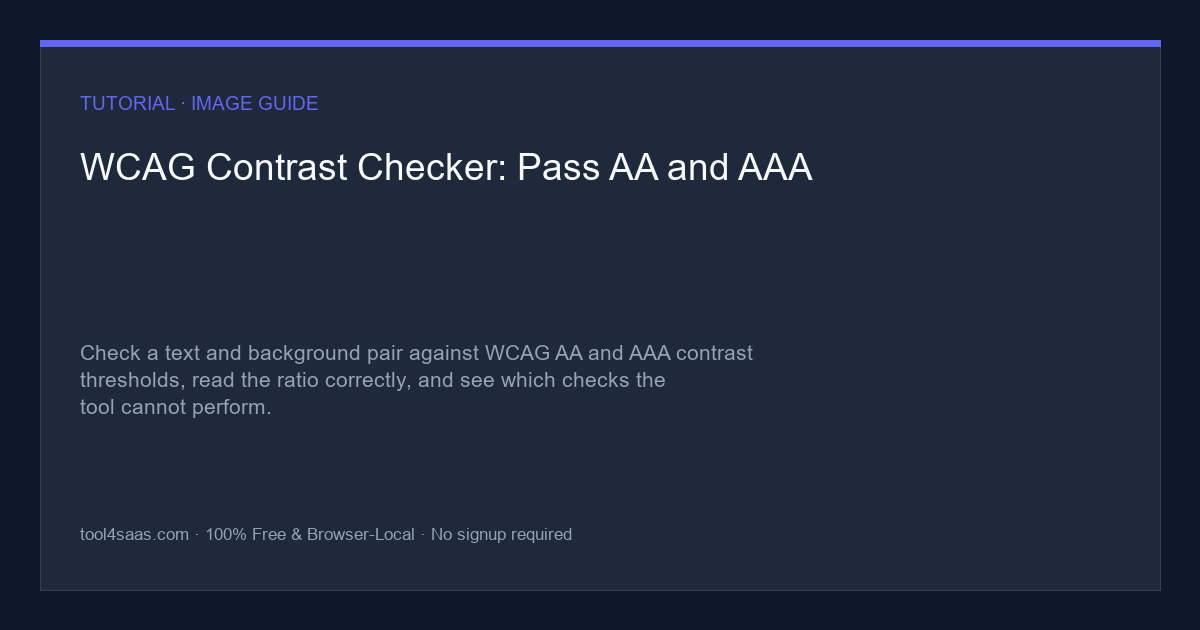 TUTORIAL · IMAGE GUIDE
WCAG Contrast Checker: Pass AA and AAA
Check a text and background pair against WCAG AA and AAA contrast
thresholds, read the ratio correctly, and see which checks the
tool cannot perform.
tool4saas.com · 100% Free & Browser-Local · No signup required